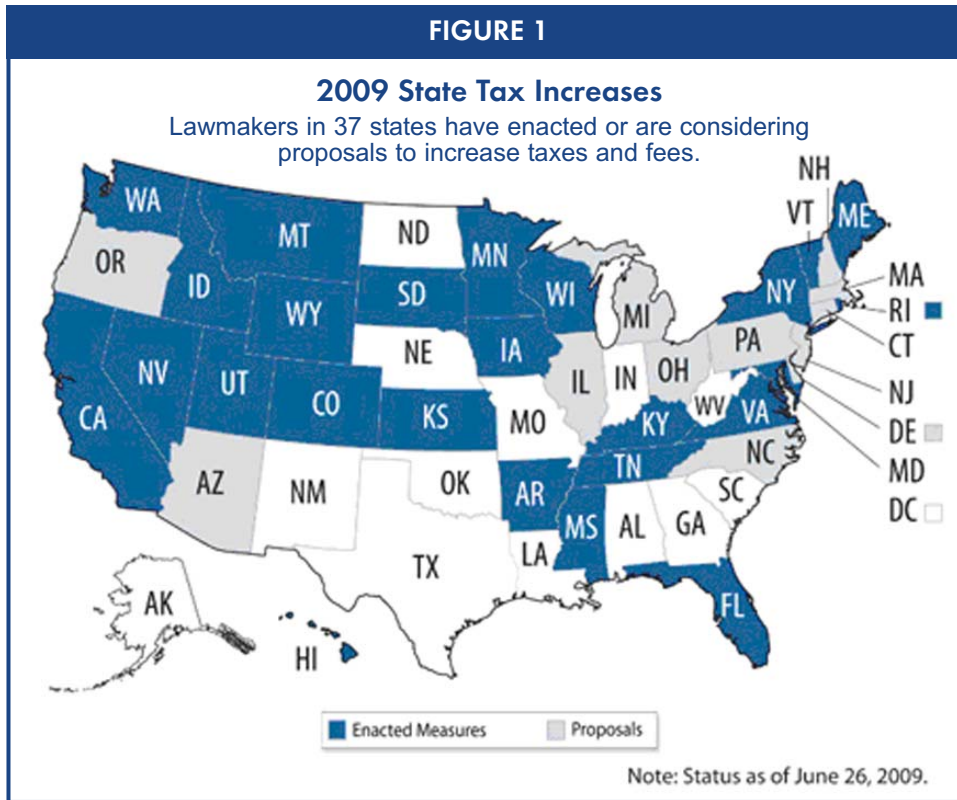 FIGURE 1
2009 State Tax Increases
Lawmakers in 37 states have enacted or are considering
proposals to increase taxes and fees.
NH
VT
ME
WA
MT
ND
MN
OR
ID
SD
WI
NY
MA
RI
WY
MI
CT
NE
IA
PA
NV
UT
IL
IN
OH
NJ
CO
CA
KS
MO
WV
VA
DE
KY
NC
MD
AZ
NM
OK
TN
SC
AR
DC
MS
AL
GA
LA
TX
AK
FL
HI
Enacted Measures
Proposals
Note: Status as of June 26, 2009.